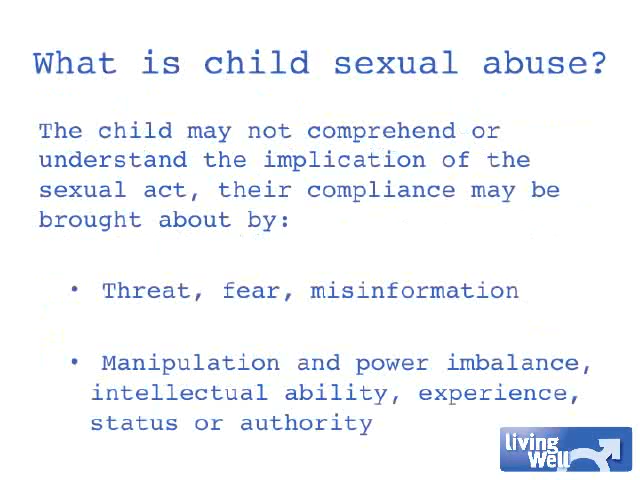 What is child sexual abuse?
The child may not comprehend or
understand the implication of the
sexual act, their compliance may be
brought about by:
• Threat, fear, misinformation
• Manipulation and power imbalance,
intellectual ability, experience,
status or authority
living
Well